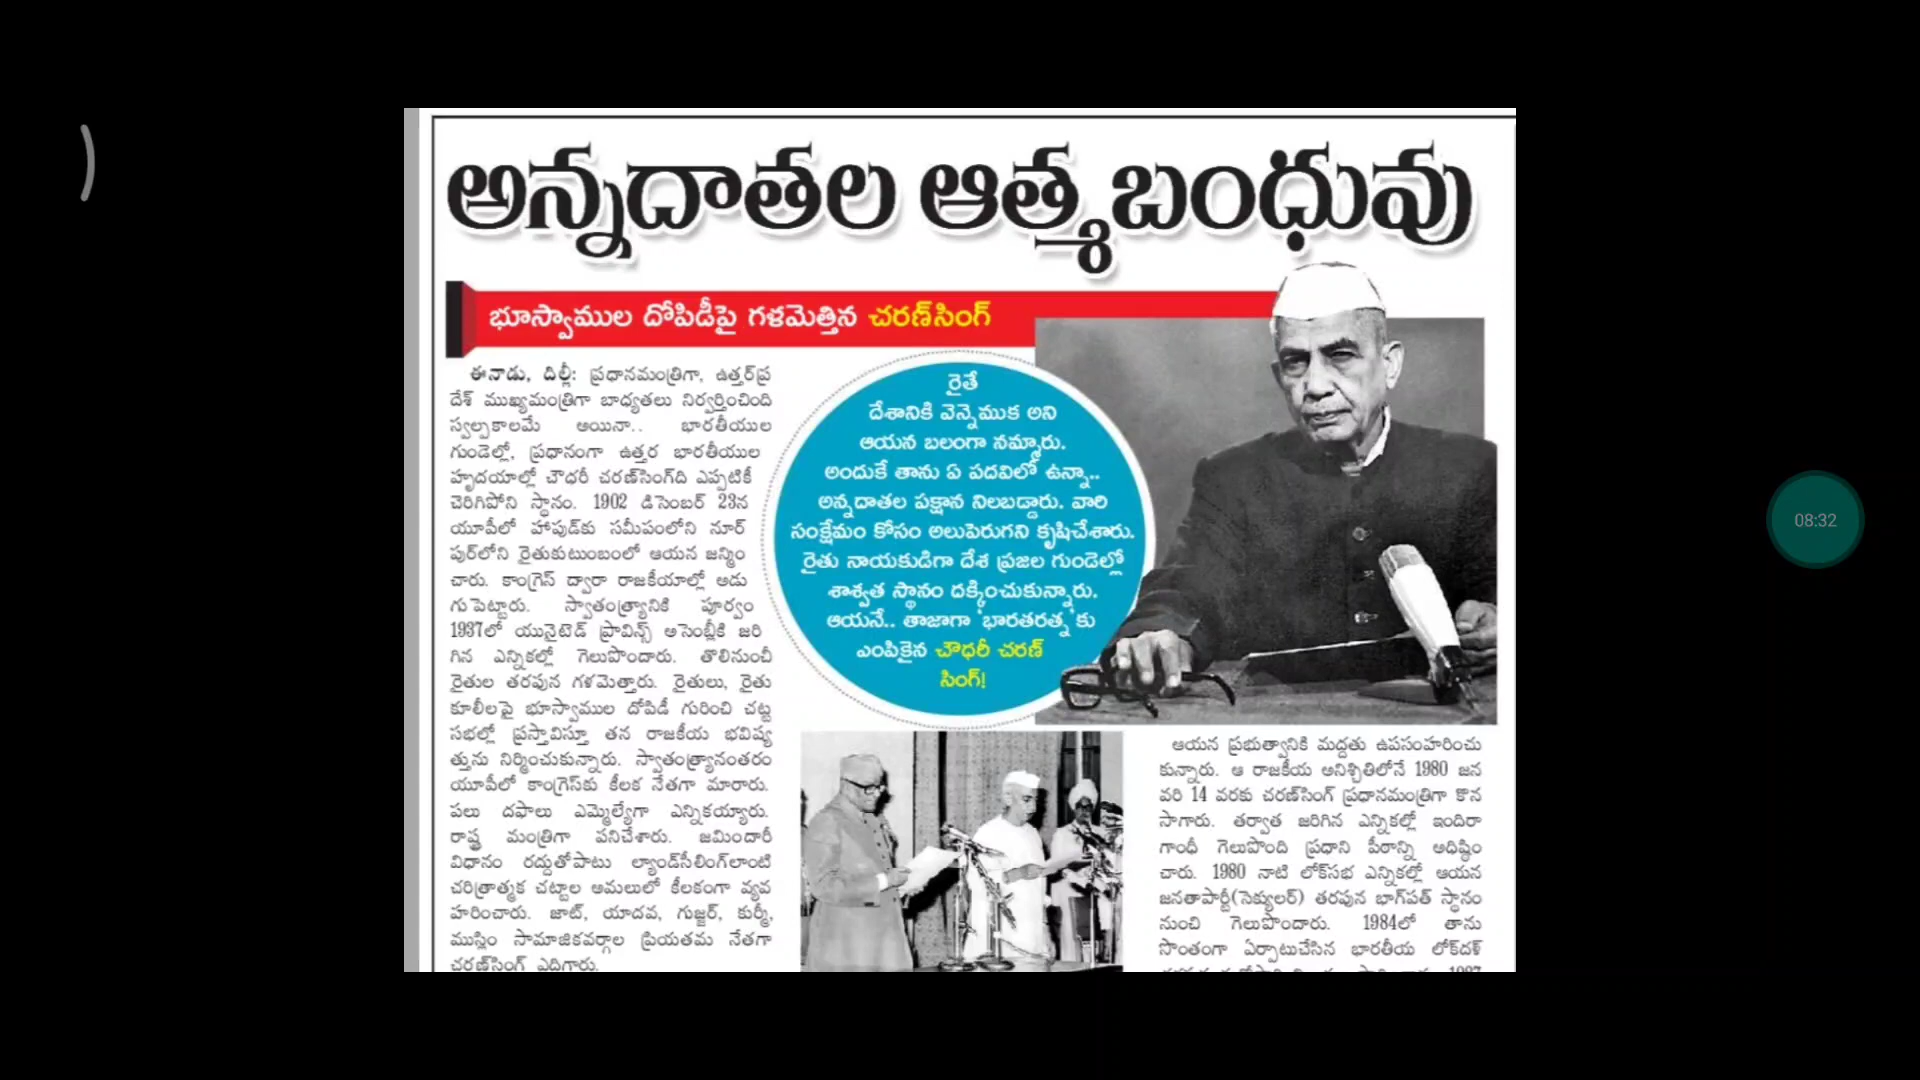 అన్నదాతల ఆత్మబంధువు
భూస్వాముల దోపిడీపై గళమెత్తిన చరణ్‌సింగ్
ఈనాడు, దిల్లీ: ప్రధానమంత్రిగా, ఉత్తర్‌ప్ర
దేశ్ ముఖ్యమంత్రిగా బాధ్యతలు నిర్వర్తించింది
స్వల్పకాలమే అయినా.. భారతీయుల
గుండెల్లో, ప్రధానంగా ఉత్తర భారతీయుల
హృదయాల్లో చౌధరీ చరణ్‌సింగ్‌ది ఎప్పటికీ
చెరిగిపోని స్థానం. 1902 డిసెంబర్ 23న
యూపీలో హాపుడ్‌కు సమీపంలోని నూర్
పుర్‌లోని రైతుకుటుంబంలో ఆయన జన్మిం
చారు. కాంగ్రెస్ ద్వారా రాజకీయాల్లో అడు
గుపెట్టారు. స్వాతంత్ర్యానికి పూర్వం
1937లో యునైటెడ్ ప్రావిన్స్ అసెంబ్లీకి జరి
గిన ఎన్నికల్లో గెలుపొందారు. తొలినుంచీ
రైతుల తరఫున గళమెత్తారు. రైతులు, రైతు
కూలీలపై భూస్వాముల దోపిడీ గురించి చట్ట
సభల్లో ప్రస్తావిస్తూ తన రాజకీయ భవిష్య
త్తును నిర్మించుకున్నారు. స్వాతంత్ర్యానంతరం
యూపీలో కాంగ్రెస్‌కు కీలక నేతగా మారారు.
పలు దఫాలు ఎమ్మెల్యేగా ఎన్నికయ్యారు.
రాష్ట్ర మంత్రిగా పనిచేశారు. జమిందారీ
విధానం రద్దుతోపాటు ల్యాండ్‌సీలింగ్‌లాంటి
చరిత్రాత్మక చట్టాల అమలులో కీలకంగా వ్యవ
హరించారు. జాట్, యాదవ, గుజ్జర్, కుర్మీ,
ముస్లిం సామాజికవర్గాల ప్రియతమ నేతగా
చరణ్‌సింగ్ ఎదిగారు.
రైతే
దేశానికి వెన్నెముక అని
ఆయన బలంగా నమ్మారు.
అందుకే తాను ఏ పదవిలో ఉన్నా..
అన్నదాతల పక్షాన నిలబడ్డారు. వారి
సంక్షేమం కోసం అలుపెరుగని కృషిచేశారు.
రైతు నాయకుడిగా దేశ ప్రజల గుండెల్లో
శాశ్వత స్థానం దక్కించుకున్నారు.
ఆయనే.. తాజాగా 'భారతరత్న'కు
ఎంపికైన చౌధరీ చరణ్
సింగ్!
ఆయన ప్రభుత్వానికి మద్దతు ఉపసంహరించు
కున్నారు. ఆ రాజకీయ అనిశ్చితిలోనే 1980 జన
వరి 14 వరకు చరణ్‌సింగ్ ప్రధానమంత్రిగా కొన
సాగారు. తర్వాత జరిగిన ఎన్నికల్లో ఇందిరా
గాంధీ గెలుపొంది ప్రధాని పీఠాన్ని అధిష్ఠిం
చారు. 1980 నాటి లోక్‌సభ ఎన్నికల్లో ఆయన
జనతాపార్టీ(సెక్యులర్) తరఫున భాగ్‌పత్ స్థానం
నుంచి గెలుపొందారు. 1984లో తాను
సొంతంగా ఏర్పాటుచేసిన భారతీయ లోక్‌దళ్
08:32